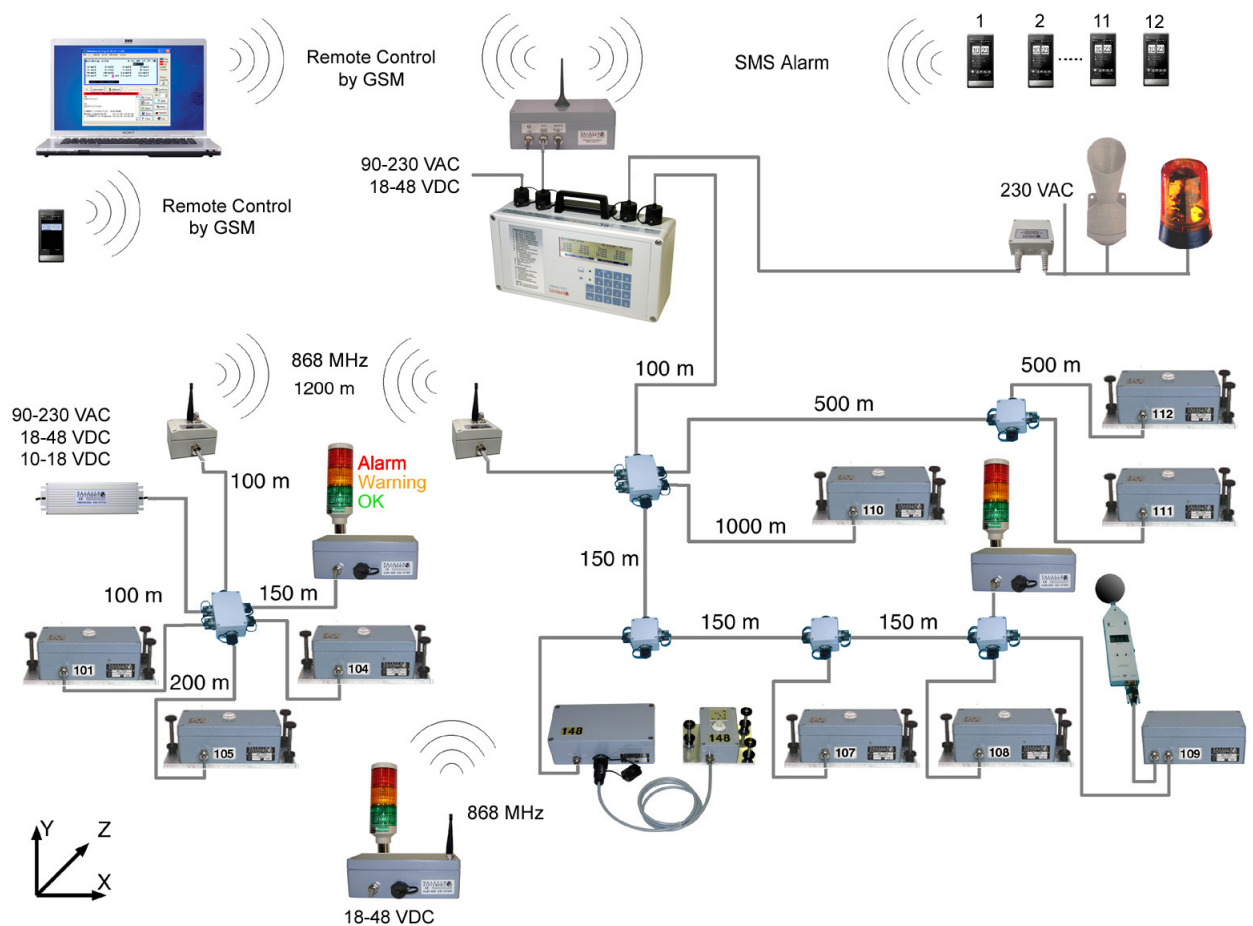 1
2
11
12
Remote Control
by GSM
SMS Alarm
SONY
90-230 VAC
18-48 VDC
Remote Control
by GSM
230 VAC
868 MHz
1200 m
100 m
500 m
500 m
112
90-230 VAC
18-48 VDC
10-18 VDC
Alarm
Warning
OK
100 m
110
111
1000 m
150 m
100 m
150 m
150 m
150 m
101
104
200 m
105
148
148
107
108
109
868 MHz
Y
Z
X
18-48 VDC